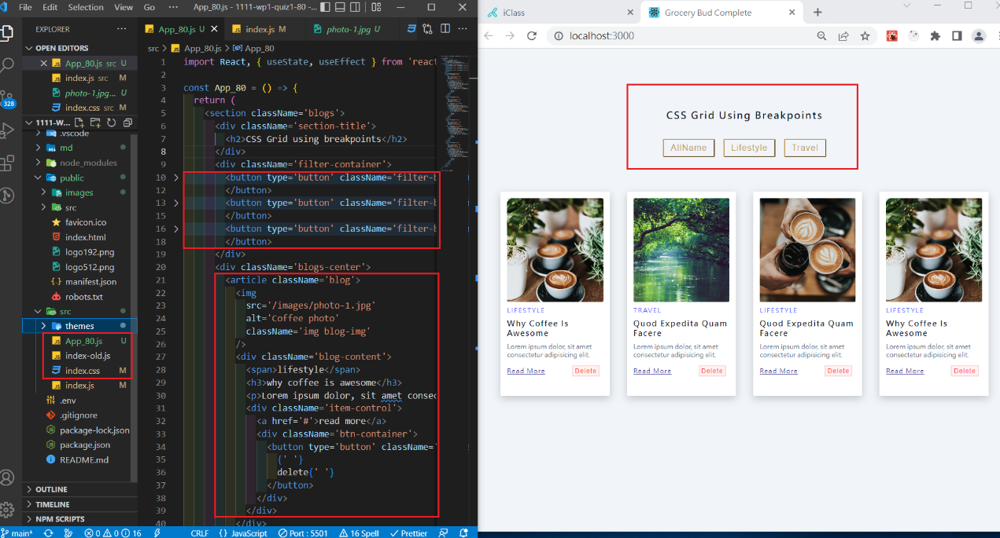 File Edit Selection View Go ··· App_80.js - 1111-wp1-quiz1-80 -...
EXPLORER ···
OPEN EDITORS
App_80.js src U
index.js src M
photo-1.jpg... U
index.css src M
328
1111-W...
.vscode
md
node_modules
public
images
src
favicon.ico
index.html
logo192.png
logo512.png
manifest.json
robots.txt
src
themes
App_80.js U
index-old.js
index.css M
index.js M
.env
.gitignore
package-lock.json
package.json
README.md
OUTLINE
TIMELINE
NPM SCRIPTS
App_80.js U index.js M photo-1.jpg U ···
src > App_80.js > App_80
1 import React, { useState, useEffect } from 'react
2
3 const App_80 = () => {
4 return (
5 <section className='blogs'>
6 <div className='section-title'>
7 <h2>CSS Grid using breakpoints</h2>
8 </div>
9 <div className='filter-container'>
10 <button type='button' className='filter-b
12 </button>
13 <button type='button' className='filter-b
15 </button>
16 <button type='button' className='filter-b
18 </button>
19 </div>
20 <div className='blogs-center'>
21 <article className='blog'>
22 <img
23 src='/images/photo-1.jpg'
24 alt='Coffee photo'
25 className='img blog-img'
26 />
27 <div className='blog-content'>
28 <span>lifestyle</span>
29 <h3>why coffee is awesome</h3>
30 <p>Lorem ipsum dolor, sit amet consec
31 <div className='item-control'>
32 <a href='#'>read more</a>
33 <div className='btn-container'>
34 <button type='button' className='
35 {' '}
36 delete{' '}
37 </button>
38 </div>
39 </div>
40 </div>
main* 0 0 16 CRLF {} JavaScript Port : 5501 16 Spell Prettier
iClass Grocery Bud Complete
localhost:3000
CSS Grid Using Breakpoints
AllName Lifestyle Travel
LIFESTYLE
Why Coffee Is
Awesome
Lorem ipsum dolor, sit amet
consectetur adipisicing elit.
Read More Delete
TRAVEL
Quod Expedita Quam
Facere
Lorem ipsum dolor, sit amet
consectetur adipisicing elit.
Read More Delete
LIFESTYLE
Quod Expedita Quam
Facere
Lorem ipsum dolor, sit amet
consectetur adipisicing elit.
Read More Delete
LIFESTYLE
Why Coffee Is
Awesome
Lorem ipsum dolor, sit amet
consectetur adipisicing elit.
Read More Delete